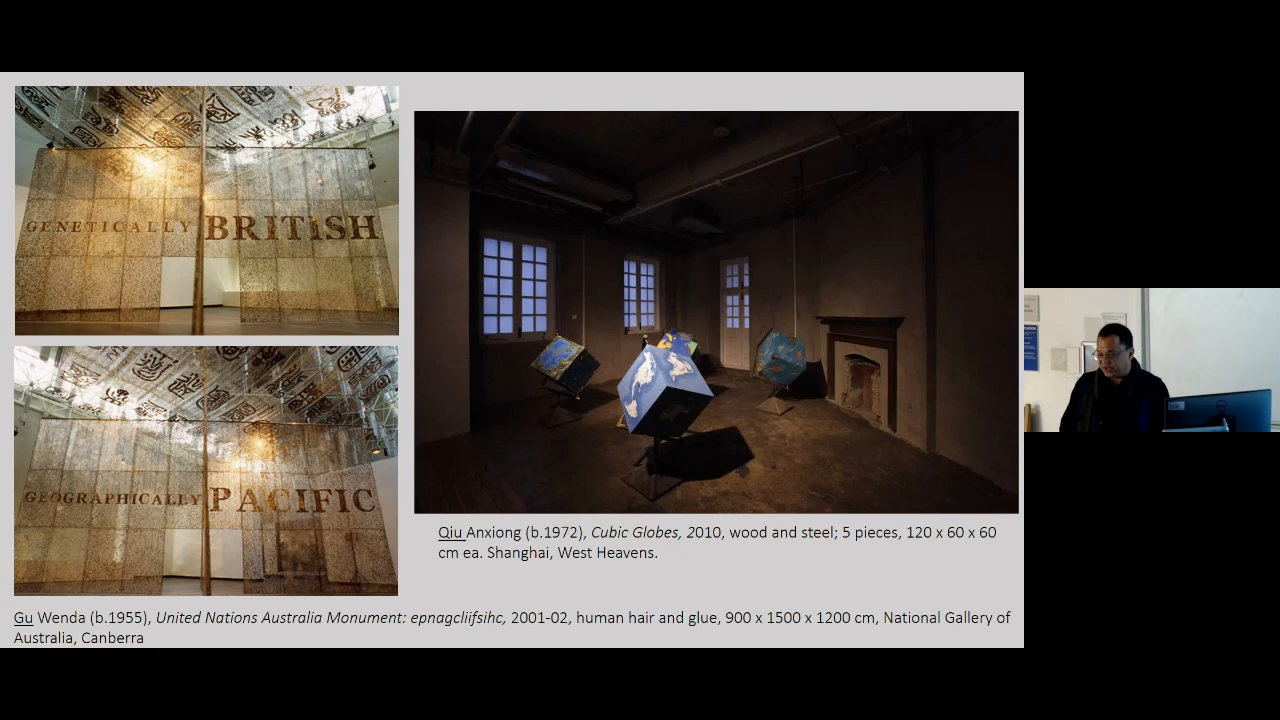 GENETICALLY BRITISH
GEOGRAPHICALLY PACIFIC
Qiu Anxiong (b.1972), Cubic Globes, 2010, wood and steel; 5 pieces, 120 x 60 x 60
cm ea. Shanghai, West Heavens.
Gu Wenda (b.1955), United Nations Australia Monument: epnagcliifsihc, 2001-02, human hair and glue, 900 x 1500 x 1200 cm, National Gallery of
Australia, Canberra